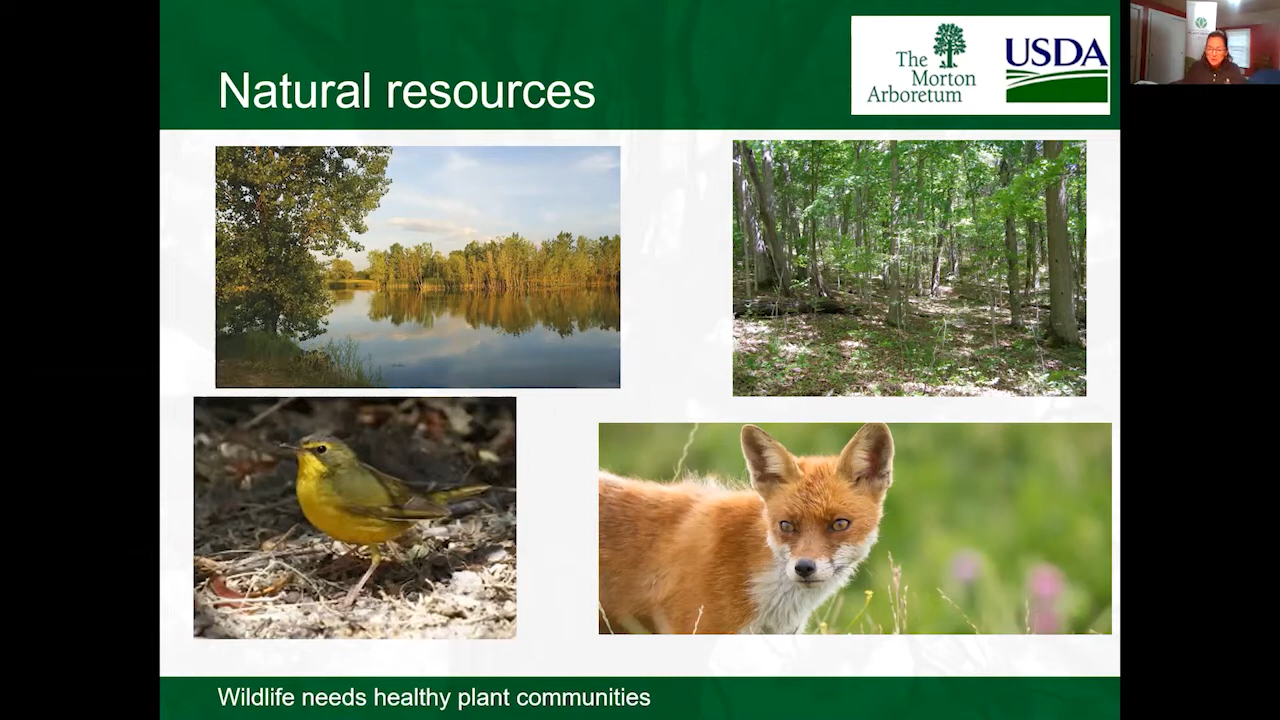 Natural resources
The
Morton
Arboretum
USDA
Wildlife needs healthy plant communities